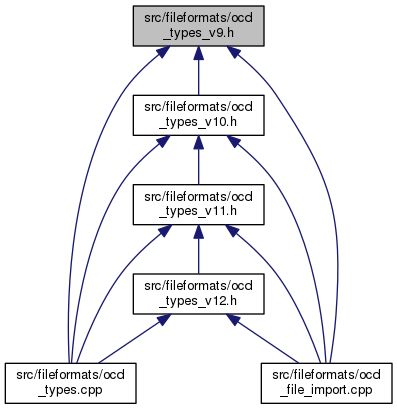 src/fileformats/ocd
_types_v9.h
src/fileformats/ocd
_types_v10.h
src/fileformats/ocd
_types_v11.h
src/fileformats/ocd
_types_v12.h
src/fileformats/ocd
_types.cpp
src/fileformats/ocd
_file_import.cpp